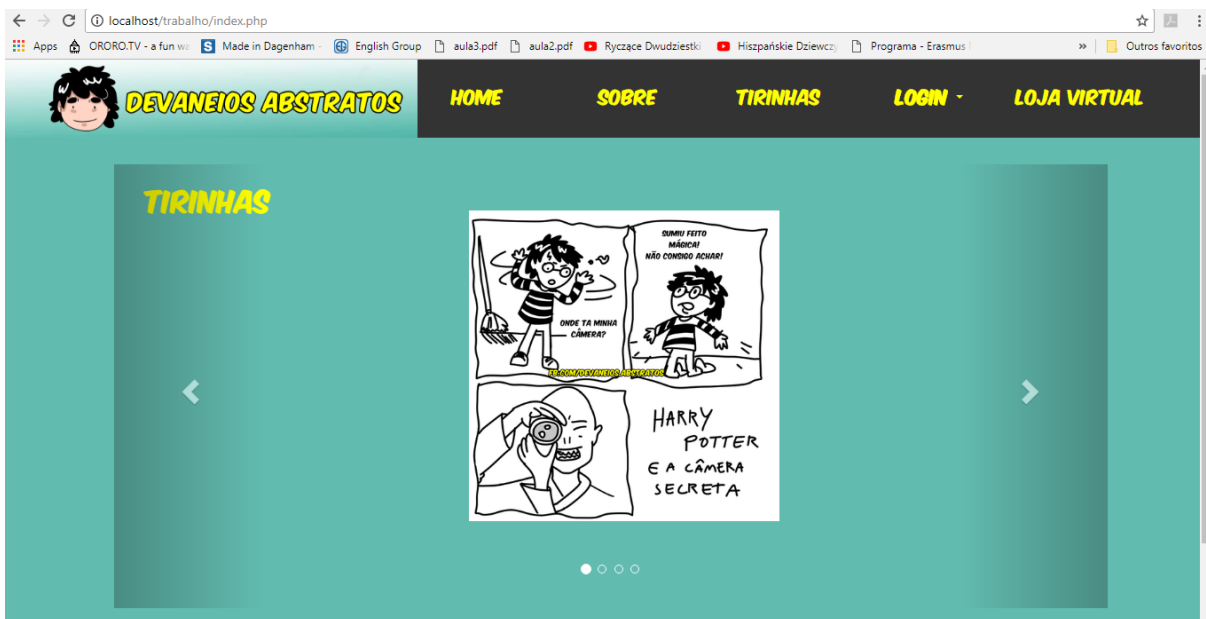 localhost/trabalho/index.php
Apps ORORO.TV - a fun wa Made in Dagenham - English Group aula3.pdf aula2.pdf Ryczące Dwudziestki Hiszpańskie Dziewczy Programa - Erasmus » Outros favoritos
DEVANEIOS ABSTRATOS HOME SOBRE TIRINHAS LOGIN LOJA VIRTUAL
TIRINHAS
ONDE TA MINHA
CÂMERA?
SUMIU FEITO
MÁGICA!
NÃO CONSIGO ACHAR!
FB.COM/DEVANEIOS ABSTRATOS
HARRY
POTTER
E A CÂMERA
SECRETA